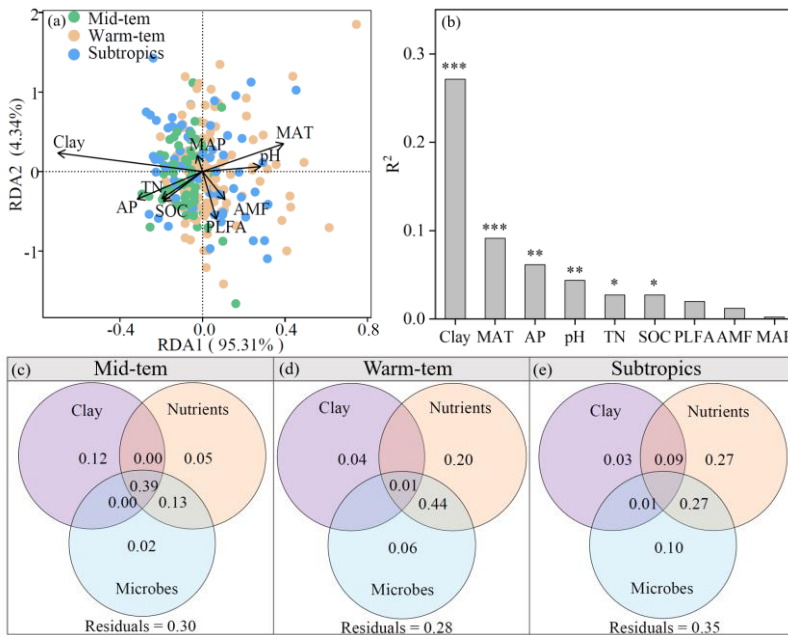 (a)
Mid-tem
Warm-tem
Subtropics
2
1
0
-1
RDA2 (4.34%)
Clay
MAP
MAT
pH
TN
AP
SOC
AMF
PLFA
-0.4 0.0 0.4 0.8
RDA1 ( 95.31%)
(b)
0.3
0.2
0.1
0.0
R2
***
***
**
**
*
*
Clay MAT AP pH TN SOC PLFA AMF MAP
(c) Mid-tem
Clay
Nutrients
0.12 0.00 0.05
0.39
0.00 0.13
0.02
Microbes
Residuals = 0.30
(d) Warm-tem
Clay
Nutrients
0.04 0.20
0.01
0.44
0.06
Microbes
Residuals = 0.28
(e) Subtropics
Clay
Nutrients
0.03 0.09 0.27
0.01 0.27
0.10
Microbes
Residuals = 0.35